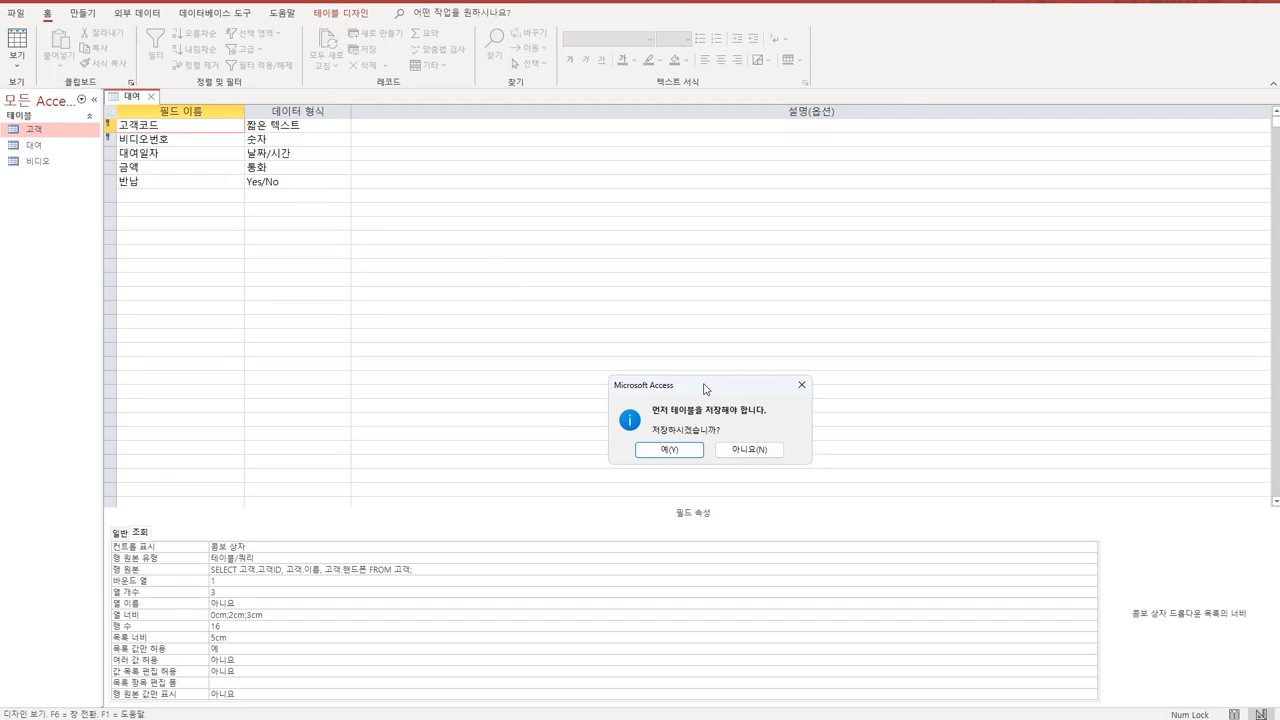 파일 홈 만들기 외부 데이터 데이터베이스 도구 도움말 테이블 디자인 어떤 작업을 원하시나요?
보기 붙여넣기 잘라내기 복사 서식 복사 클립보드
필터 오름차순 내림차순 정렬 제거 선택 영역 고급 필터 적용/해제 정렬 및 필터
모두 새로 고침 새로 만들기 저장 삭제 요약 맞춤법 검사 기타 레코드
찾기 바꾸기 이동 선택 찾기
가 가 가 가 가 텍스트 서식
모든 Acce...
테이블
고객
대여
비디오
대여
필드 이름 데이터 형식 설명(옵션)
고객코드 짧은 텍스트
비디오번호 숫자
대여일자 날짜/시간
금액 통화
반납 Yes/No
Microsoft Access
먼저 테이블을 저장해야 합니다.
저장하시겠습니까?
예(Y) 아니요(N)
필드 속성
일반 조회
컨트롤 표시 콤보 상자
행 원본 유형 테이블/쿼리
행 원본 SELECT 고객.고객ID, 고객.이름, 고객.핸드폰 FROM 고객;
바운드 열 1
열 개수 3
열 이름 아니요
열 너비 0cm;2cm;3cm
행 수 16
목록 너비 5cm
목록 값만 허용 예
여러 값 허용 아니요
값 목록 편집 허용 아니요
목록 항목 편집 폼
행 원본 값만 표시 아니요
콤보 상자 드롭다운 목록의 너비
디자인 보기. F6 = 창 전환. F1 = 도움말.
Num Lock